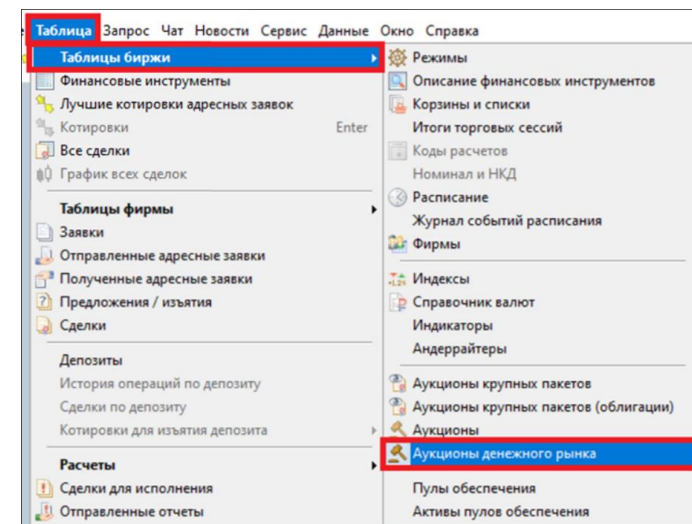 Таблица Запрос Чат Новости Сервис Данные Окно Справка
Таблицы биржи
Финансовые инструменты
Лучшие котировки адресных заявок
Котировки Enter
Все сделки
График всех сделок
Таблицы фирмы
Заявки
Отправленные адресные заявки
Полученные адресные заявки
Предложения / изъятия
Сделки
Депозиты
История операций по депозиту
Сделки по депозиту
Котировки для изъятия депозита
Расчеты
Сделки для исполнения
Отправленные отчеты
Режимы
Описание финансовых инструментов
Корзины и списки
Итоги торговых сессий
Коды расчетов
Номинал и НКД
Расписание
Журнал событий расписания
Фирмы
Индексы
Справочник валют
Индикаторы
Андеррайтеры
Аукционы крупных пакетов
Аукционы крупных пакетов (облигации)
Аукционы
Аукционы денежного рынка
Пулы обеспечения
Активы пулов обеспечения